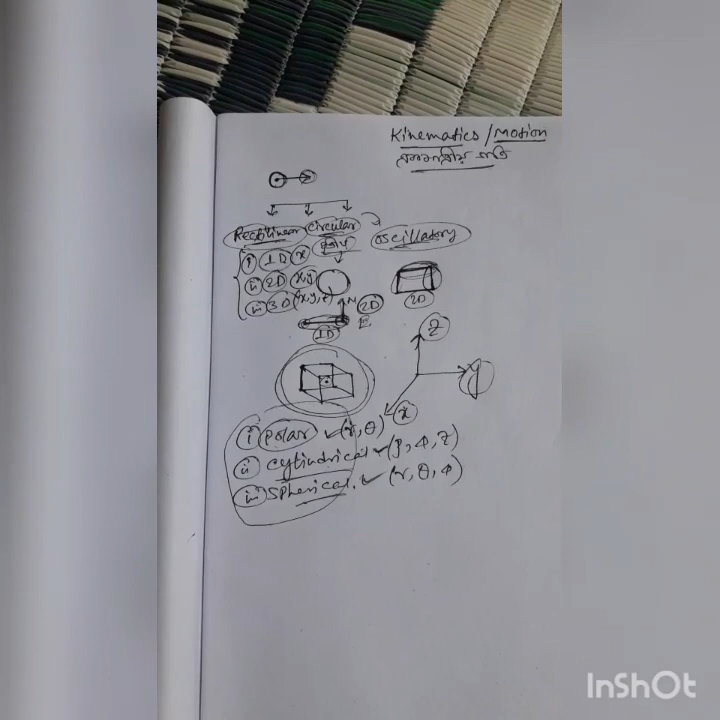 Kinematics / Motion
গতি
Rectilinear Circular Oscillatory
i) 1D x
ii) 2D (x, y)
iii) 3D (x, y, z) N 2D 2D
E
1D
Z
y
x
i) Polar (r, θ)
ii) Cylindrical (ρ, φ, z)
iii) Spherical. (r, θ, φ)
InShOt